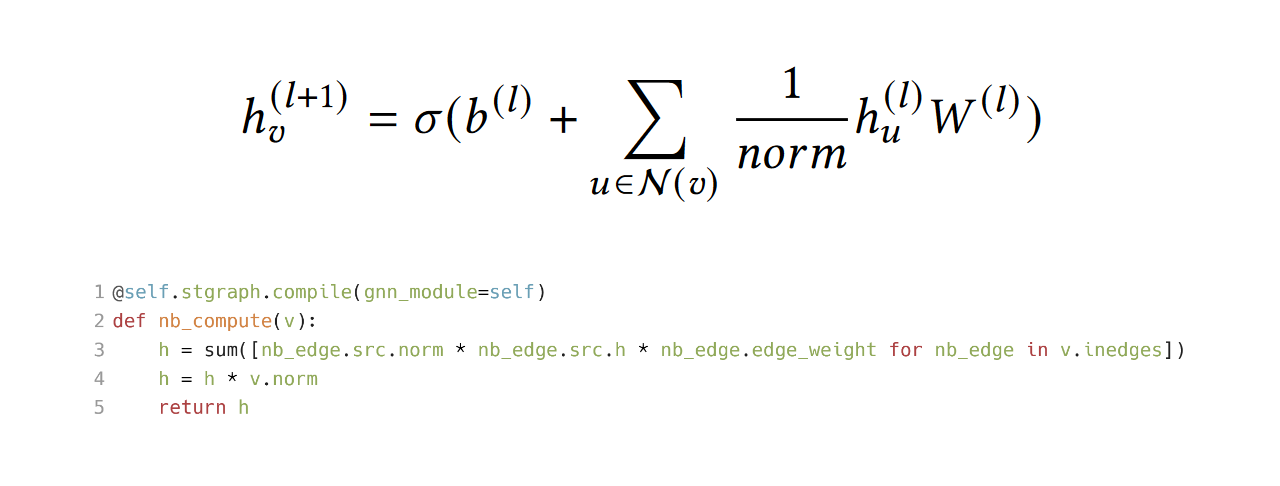 h_v^{(l+1)} = σ(b^{(l)} + ∑_{u∈𝒩(v)} \frac{1}{norm} h_u^{(l)} W^{(l)})
1 @self.stgraph.compile(gnn_module=self)
2 def nb_compute(v):
3     h = sum([nb_edge.src.norm * nb_edge.src.h * nb_edge.edge_weight for nb_edge in v.inedges])
4     h = h * v.norm
5     return h